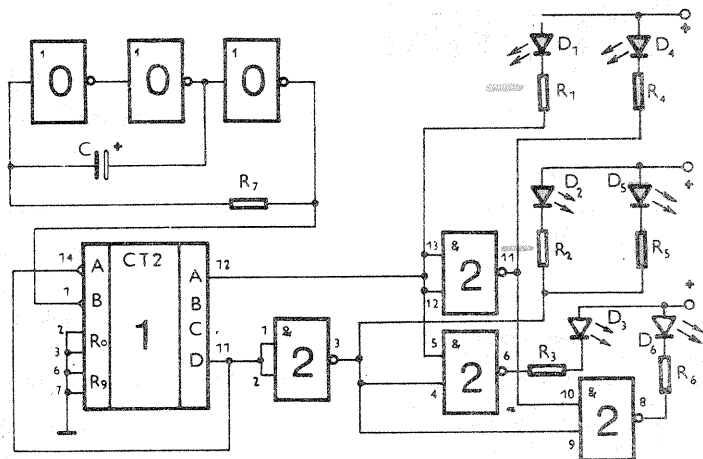 1 0
1 0
1 0
C +
R7
D1
D4
+
R1
R4
D2
D5
+
R2
R5
14 A CT2 A 12
1 B B
C
D 11
1
2 R0
3
6 R9
7
1 & 3
2
2
13 & 11
12
2
5 & 6
4
2
R3
D3
D6
+
R6
10 & 8
9
2